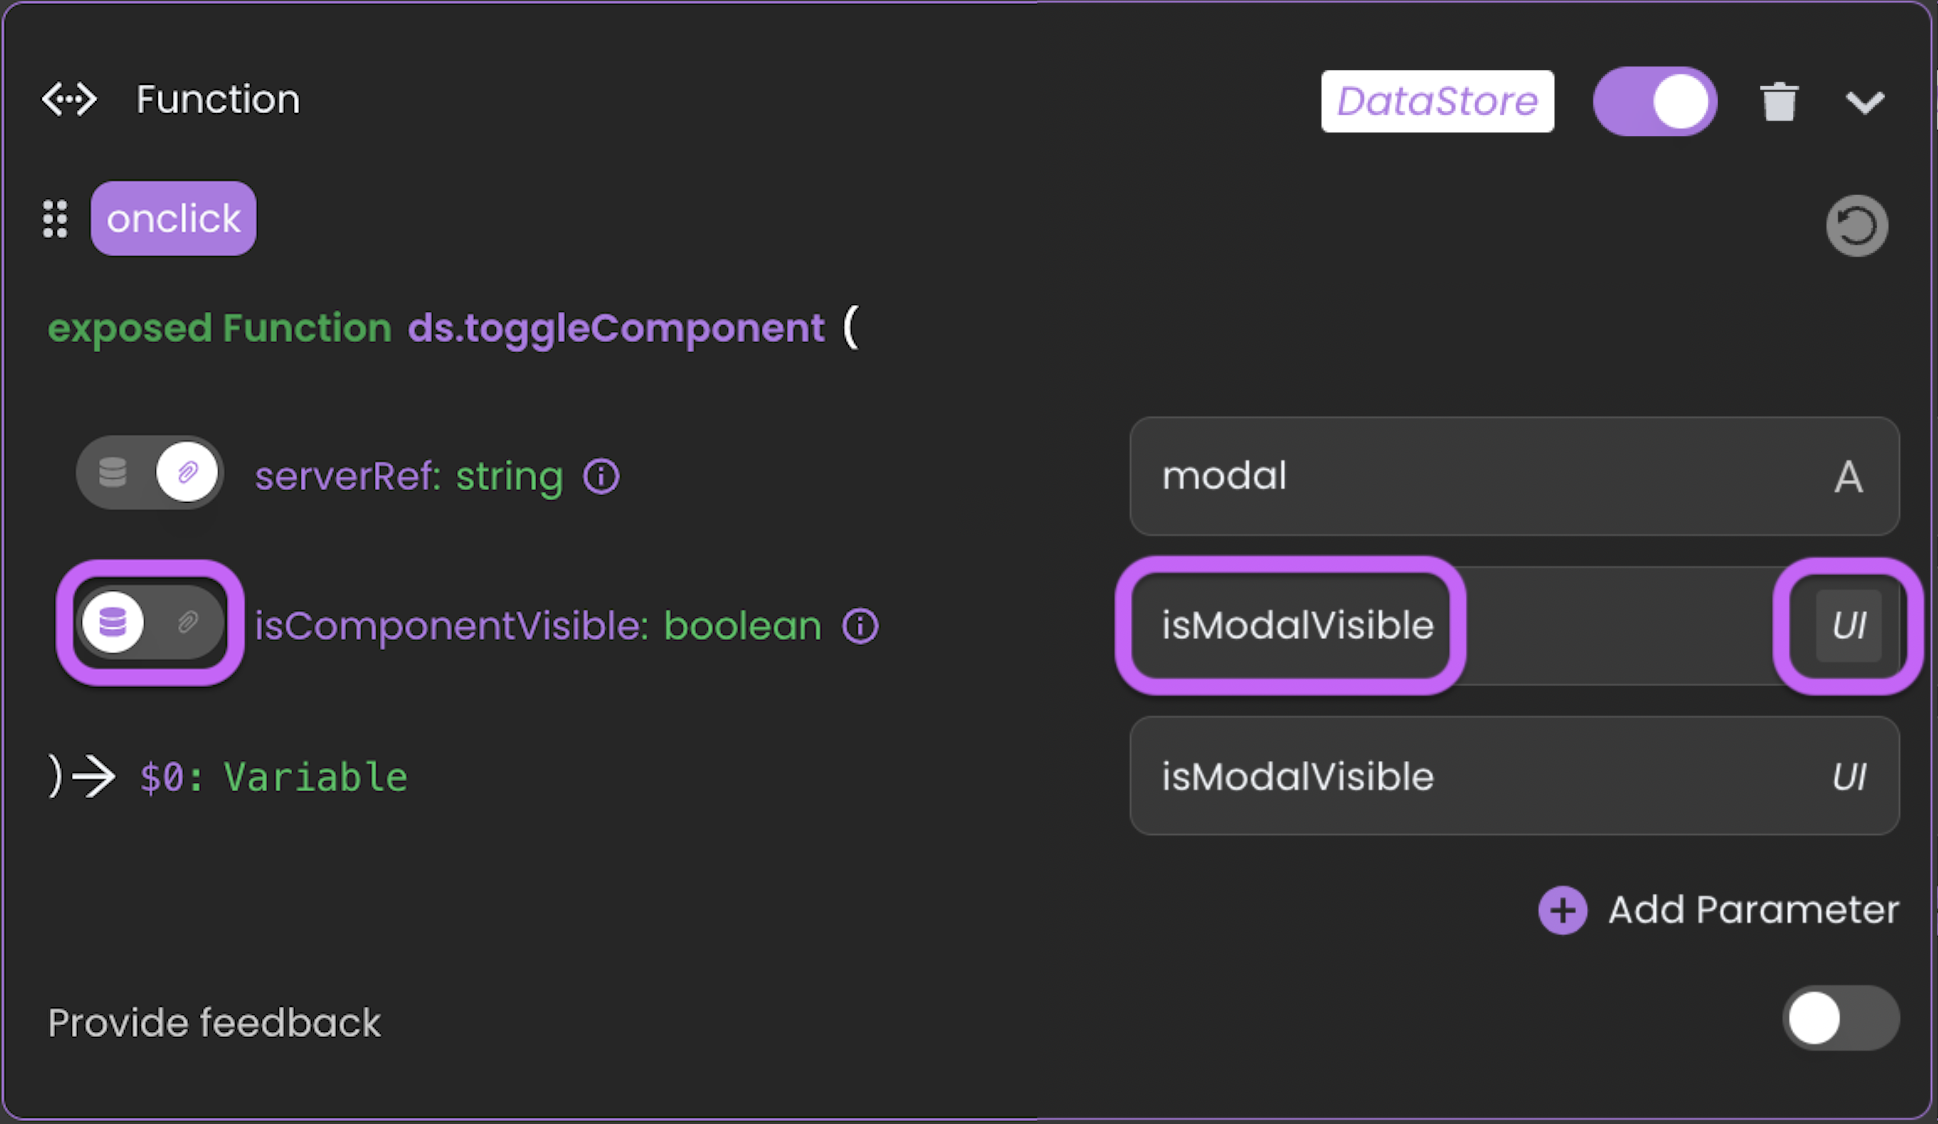 Function DataStore
onclick
exposed Function ds.toggleComponent (
serverRef: string modal A
isComponentVisible: boolean isModalVisible UI
)→ $0: Variable isModalVisible UI
Add Parameter
Provide feedback